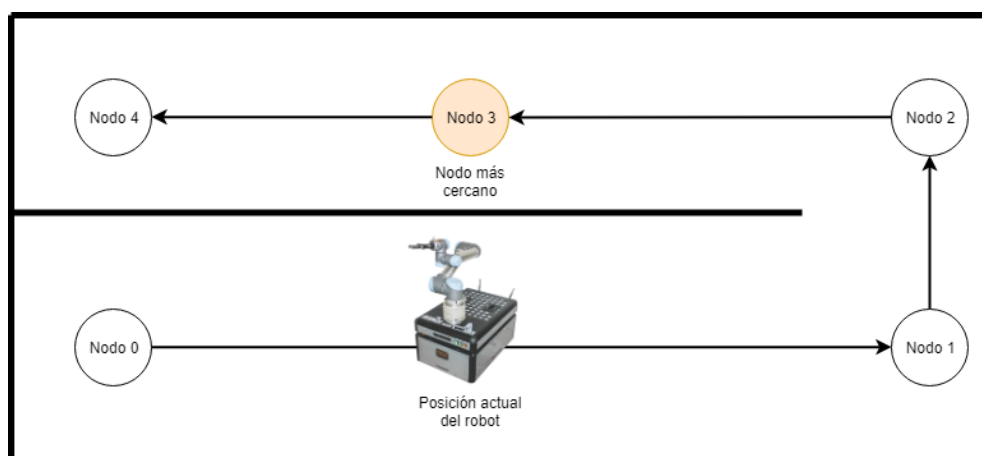 Nodo 4
Nodo 3
Nodo 2
Nodo más
cercano
Nodo 0
Nodo 1
Posición actual
del robot